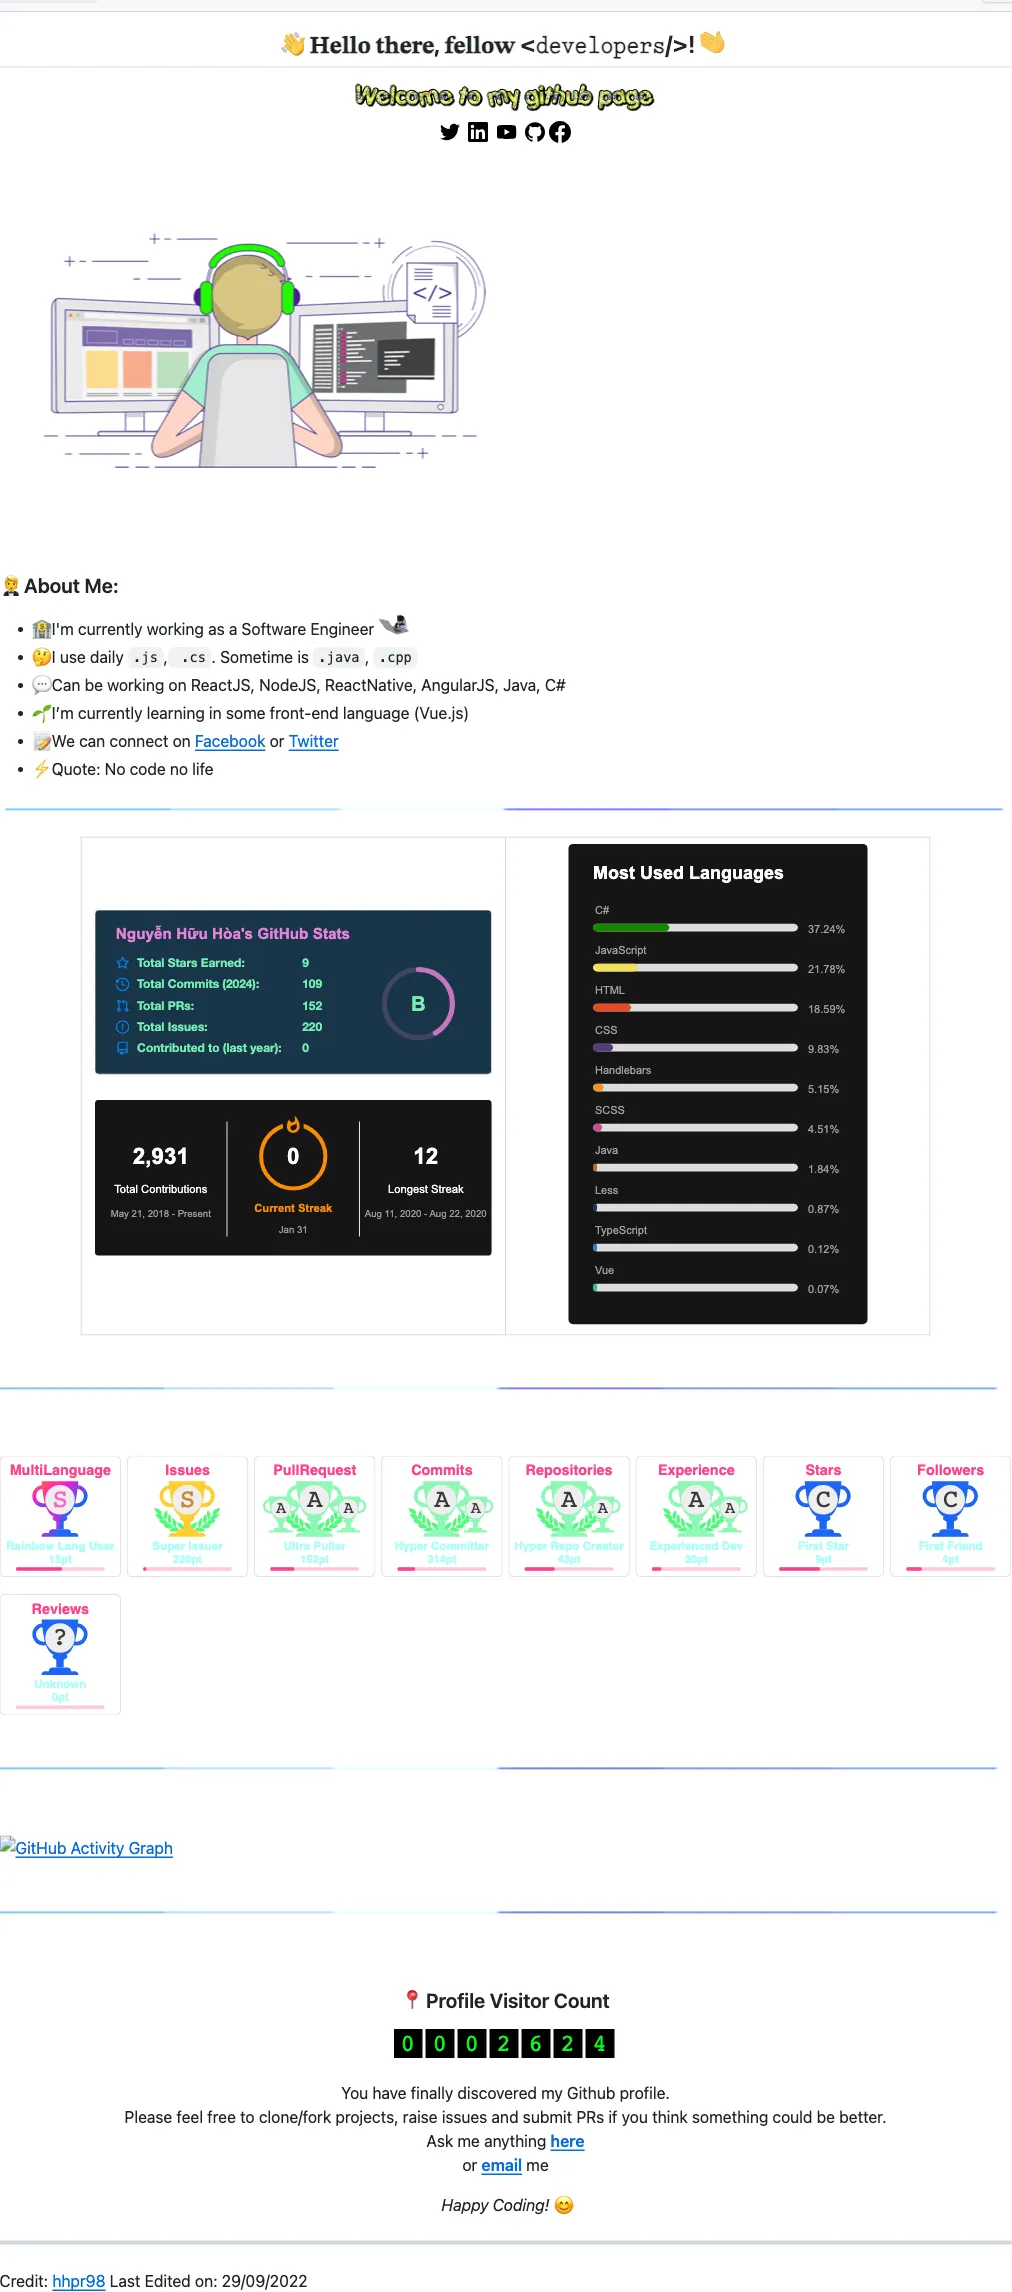 👋 Hello there, fellow <developers/>! 👋
Welcome to my github page
</>
🤵 About Me:
🏦I'm currently working as a Software Engineer
🤔I use daily .js, .cs. Sometime is .java, .cpp
💬Can be working on ReactJS, NodeJS, ReactNative, AngularJS, Java, C#
🌱I’m currently learning in some front-end language (Vue.js)
📝We can connect on Facebook or Twitter
⚡Quote: No code no life
Nguyễn Hữu Hòa's GitHub Stats
Total Stars Earned: 9
Total Commits (2024): 109
Total PRs: 152
Total Issues: 220
Contributed to (last year): 0
B
2,931
Total Contributions
May 21, 2018 - Present
0
Current Streak
Jan 31
12
Longest Streak
Aug 11, 2020 - Aug 22, 2020
Most Used Languages
C#
37.24%
JavaScript
21.78%
HTML
18.59%
CSS
9.83%
Handlebars
5.15%
SCSS
4.51%
Java
1.84%
Less
0.87%
TypeScript
0.12%
Vue
0.07%
MultiLanguage
S
Rainbow Lang User
15pt
Issues
S
Super Issuer
220pt
PullRequest
A A A
Ultra Puller
152pt
Commits
A A
Hyper Committer
314pt
Repositories
A A
Hyper Repo Creator
43pt
Experience
A A
Experienced Dev
20pt
Stars
C
First Star
9pt
Followers
C
First Friend
4pt
Reviews
?
Unknown
0pt
GitHub Activity Graph
📍 Profile Visitor Count
0 0 0 2 6 2 4
You have finally discovered my Github profile.
Please feel free to clone/fork projects, raise issues and submit PRs if you think something could be better.
Ask me anything here
or email me
Happy Coding! 😊
Credit: hhpr98 Last Edited on: 29/09/2022